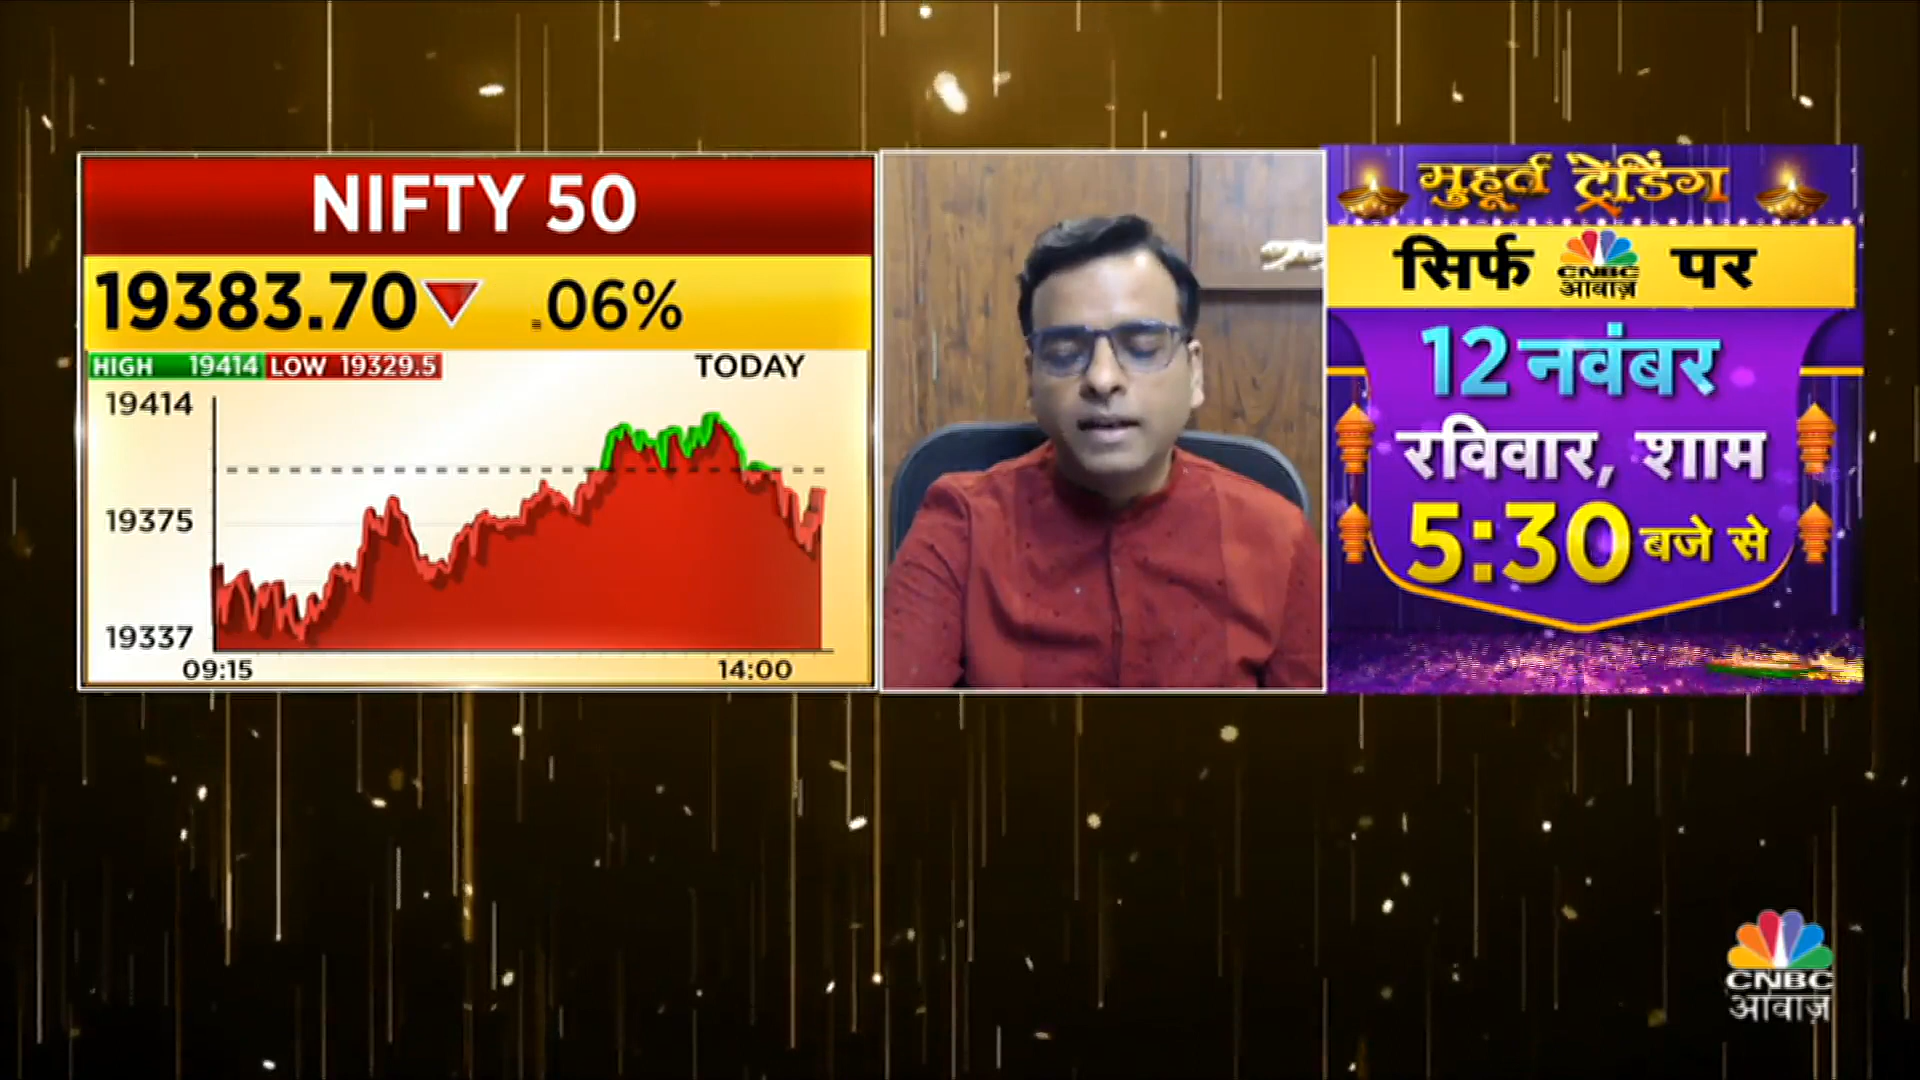 NIFTY 50
19383.70 .06%
HIGH 19414 LOW 19329.5 TODAY
19414
19375
19337
09:15 14:00
मुहूर्त ट्रेडिंग
सिर्फ CNBC आवाज़ पर
12 नवंबर
रविवार, शाम
5:30 बजे से
CNBC
आवाज़